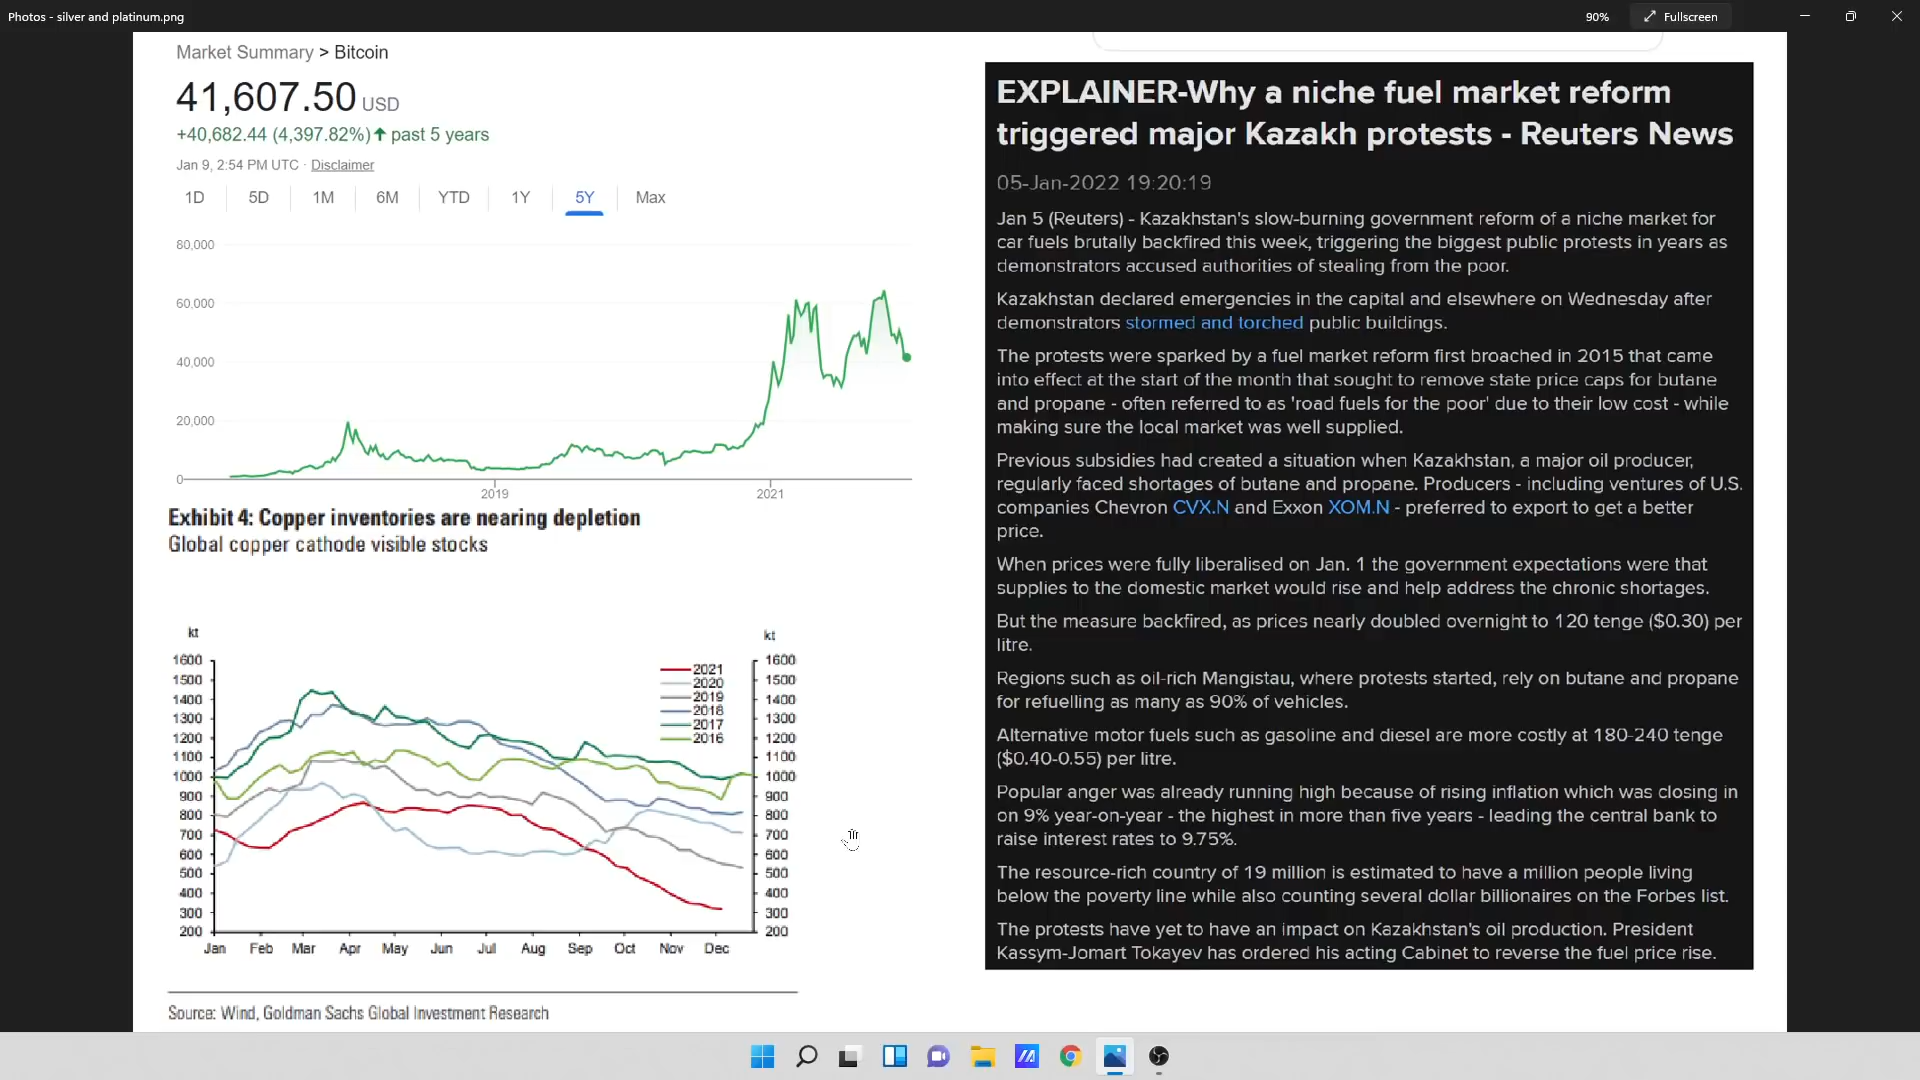 Photos - silver and platinum.png
90%
Fullscreen
Market Summary > Bitcoin
41,607.50 USD
+40,682.44 (4,397.82%) ↑ past 5 years
Jan 9, 2:54 PM UTC · Disclaimer
1D 5D 1M 6M YTD 1Y 5Y Max
80,000
60,000
40,000
20,000
0
2019 2021
Exhibit 4: Copper inventories are nearing depletion
Global copper cathode visible stocks
kt kt
1600 1600
1500 1500
1400 1400
1300 1300
1200 1200
1100 1100
1000 1000
900 900
800 800
700 700
600 600
500 500
400 400
300 300
200 200
2021
2020
2019
2018
2017
2016
Jan Feb Mar Apr May Jun Jul Aug Sep Oct Nov Dec
Source: Wind, Goldman Sachs Global Investment Research
EXPLAINER-Why a niche fuel market reform
triggered major Kazakh protests - Reuters News
05-Jan-2022 19:20:19
Jan 5 (Reuters) - Kazakhstan's slow-burning government reform of a niche market for
car fuels brutally backfired this week, triggering the biggest public protests in years as
demonstrators accused authorities of stealing from the poor.
Kazakhstan declared emergencies in the capital and elsewhere on Wednesday after
demonstrators stormed and torched public buildings.
The protests were sparked by a fuel market reform first broached in 2015 that came
into effect at the start of the month that sought to remove state price caps for butane
and propane - often referred to as 'road fuels for the poor' due to their low cost - while
making sure the local market was well supplied.
Previous subsidies had created a situation when Kazakhstan, a major oil producer,
regularly faced shortages of butane and propane. Producers - including ventures of U.S.
companies Chevron CVX.N and Exxon XOM.N - preferred to export to get a better
price.
When prices were fully liberalised on Jan. 1 the government expectations were that
supplies to the domestic market would rise and help address the chronic shortages.
But the measure backfired, as prices nearly doubled overnight to 120 tenge ($0.30) per
litre.
Regions such as oil-rich Mangistau, where protests started, rely on butane and propane
for refuelling as many as 90% of vehicles.
Alternative motor fuels such as gasoline and diesel are more costly at 180-240 tenge
($0.40-0.55) per litre.
Popular anger was already running high because of rising inflation which was closing in
on 9% year-on-year - the highest in more than five years - leading the central bank to
raise interest rates to 9.75%.
The resource-rich country of 19 million is estimated to have a million people living
below the poverty line while also counting several dollar billionaires on the Forbes list.
The protests have yet to have an impact on Kazakhstan's oil production. President
Kassym-Jomart Tokayev has ordered his acting Cabinet to reverse the fuel price rise.